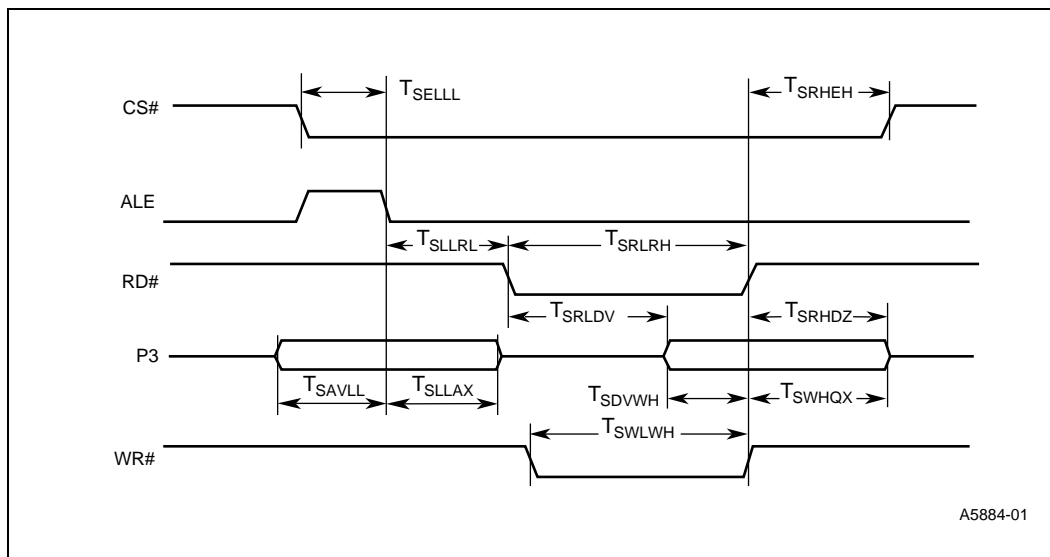 T_SELLL
T_SRHEH
CS#
ALE
T_SLLRL
T_SRLRH
RD#
T_SRLDV
T_SRHDZ
P3
T_SAVLL
T_SLLAX
T_SDVWH
T_SWHQX
T_SWLWH
WR#
A5884-01